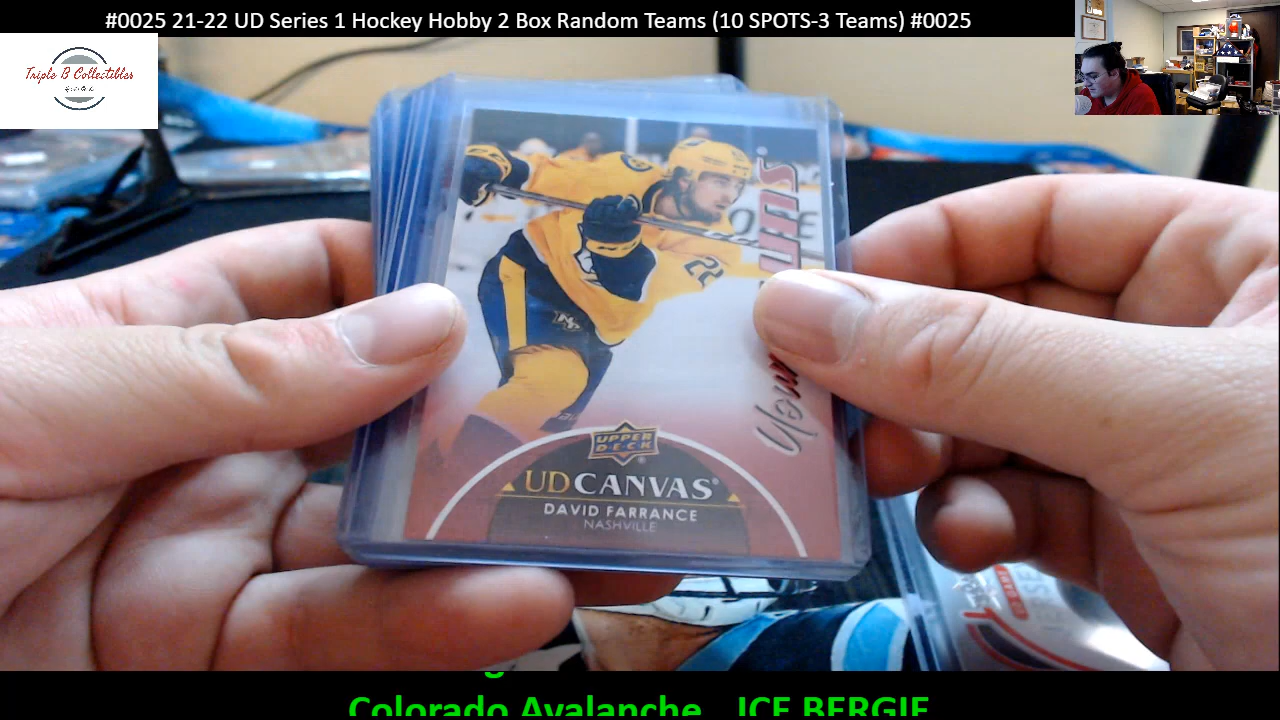 #0025 21-22 UD Series 1 Hockey Hobby 2 Box Random Teams (10 SPOTS-3 Teams) #0025
Triple B Collectibles
22
UPPER
DECK
UD CANVAS
DAVID FARRANCE
NASHVILLE
Colorado Avalanche ICE BERGIE